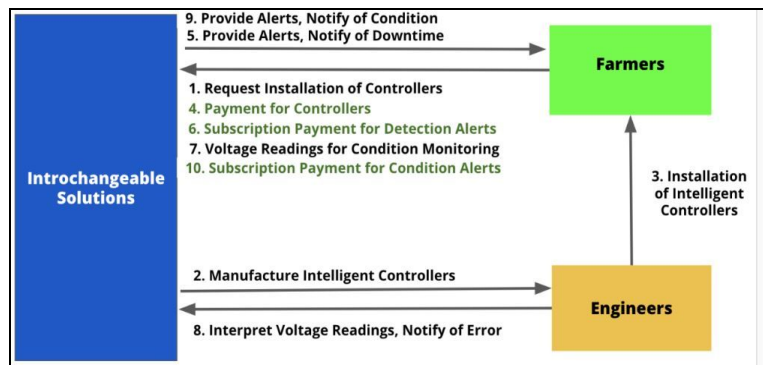 9. Provide Alerts, Notify of Condition
5. Provide Alerts, Notify of Downtime
Farmers
1. Request Installation of Controllers
4. Payment for Controllers
6. Subscription Payment for Detection Alerts
7. Voltage Readings for Condition Monitoring
10. Subscription Payment for Condition Alerts
Introchangeable
Solutions
3. Installation
of Intelligent
Controllers
2. Manufacture Intelligent Controllers
Engineers
8. Interpret Voltage Readings, Notify of Error